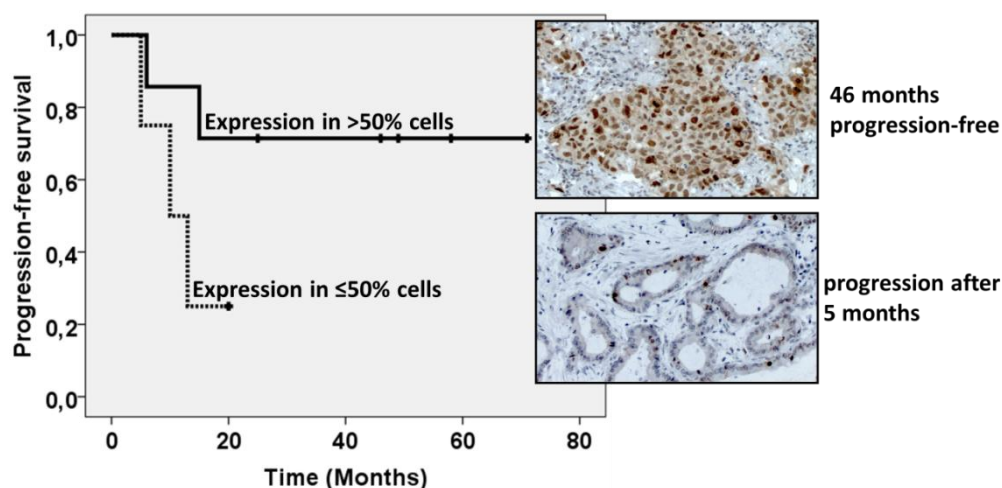 Progression-free survival
1,0
0,8
0,6
0,4
0,2
0,0
Expression in >50% cells
Expression in ≤50% cells
0
20
40
60
80
Time (Months)
46 months
progression-free
progression after
5 months